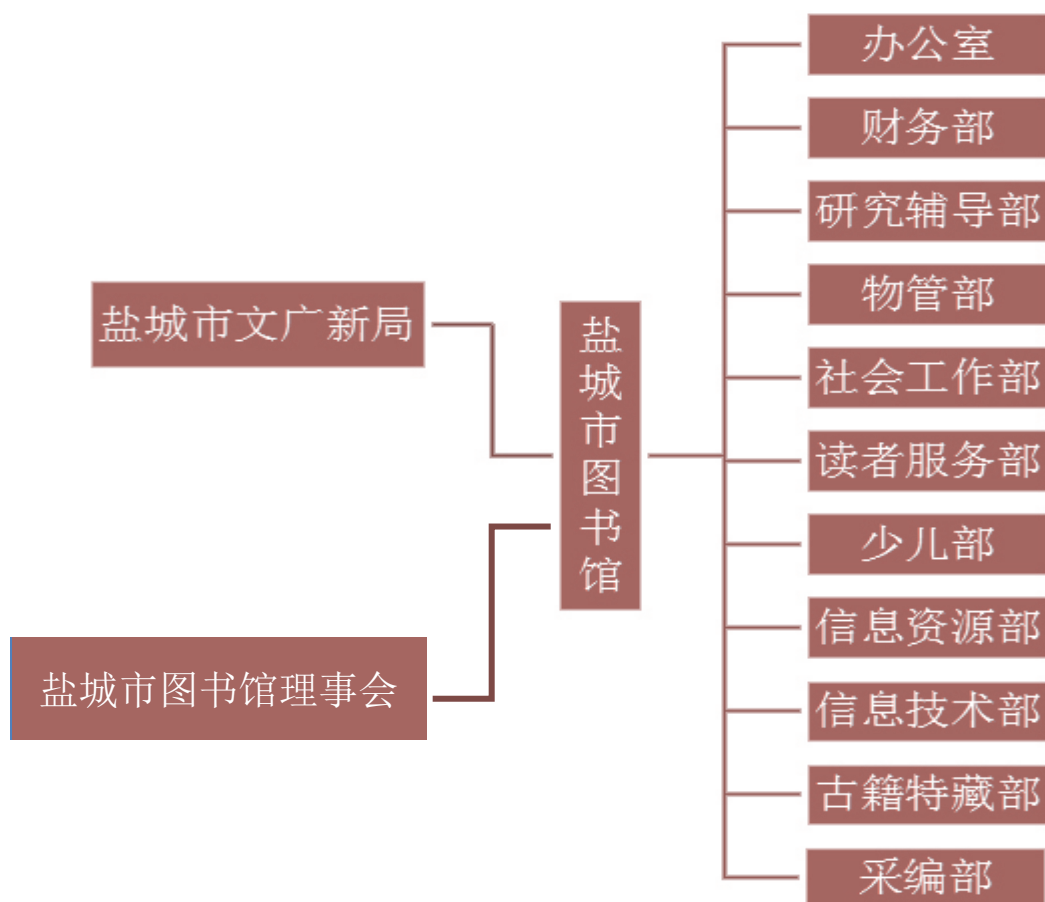 盐城市文广新局
盐城市图书馆理事会
盐城市图书馆
办公室
财务部
研究辅导部
物管部
社会工作部
读者服务部
少儿部
信息资源部
信息技术部
古籍特藏部
采编部